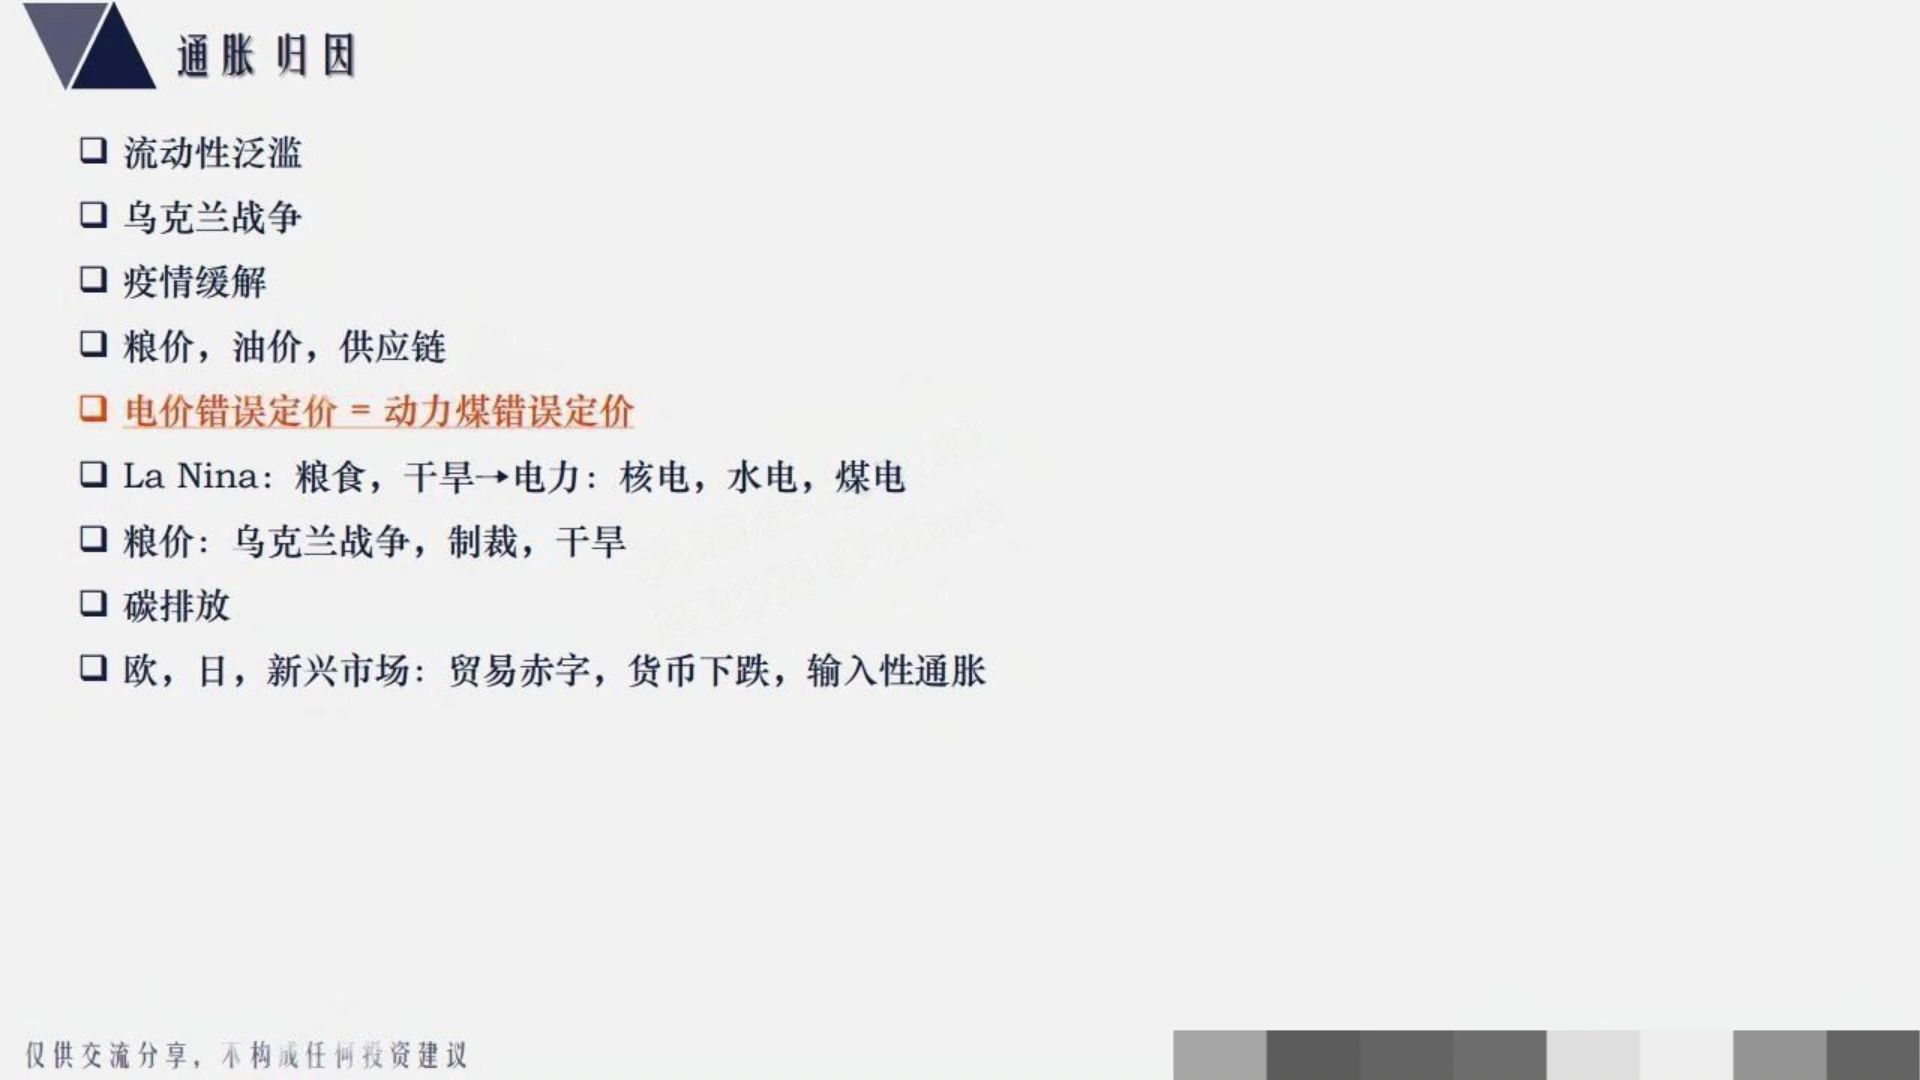 通胀 归因
流动性泛滥
乌克兰战争
疫情缓解
粮价，油价，供应链
电价错误定价 = 动力煤错误定价
La Nina：粮食，干旱→电力：核电，水电，煤电
粮价：乌克兰战争，制裁，干旱
碳排放
欧，日，新兴市场：贸易赤字，货币下跌，输入性通胀
仅供交流分享，不构成任何投资建议